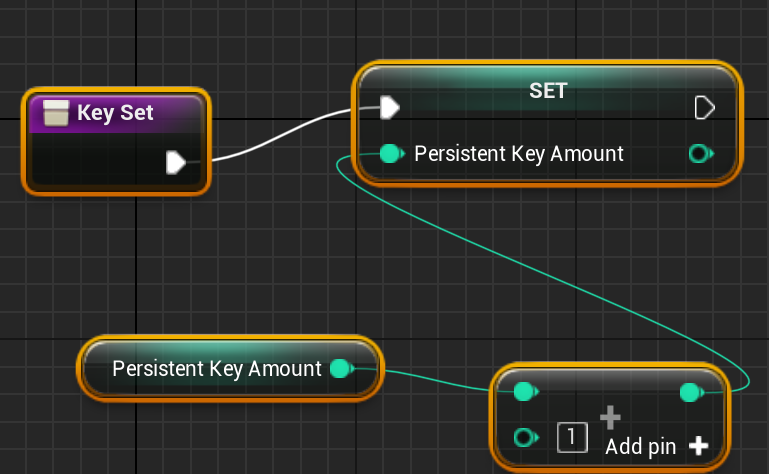 Key Set
SET
Persistent Key Amount
Persistent Key Amount
1
Add pin